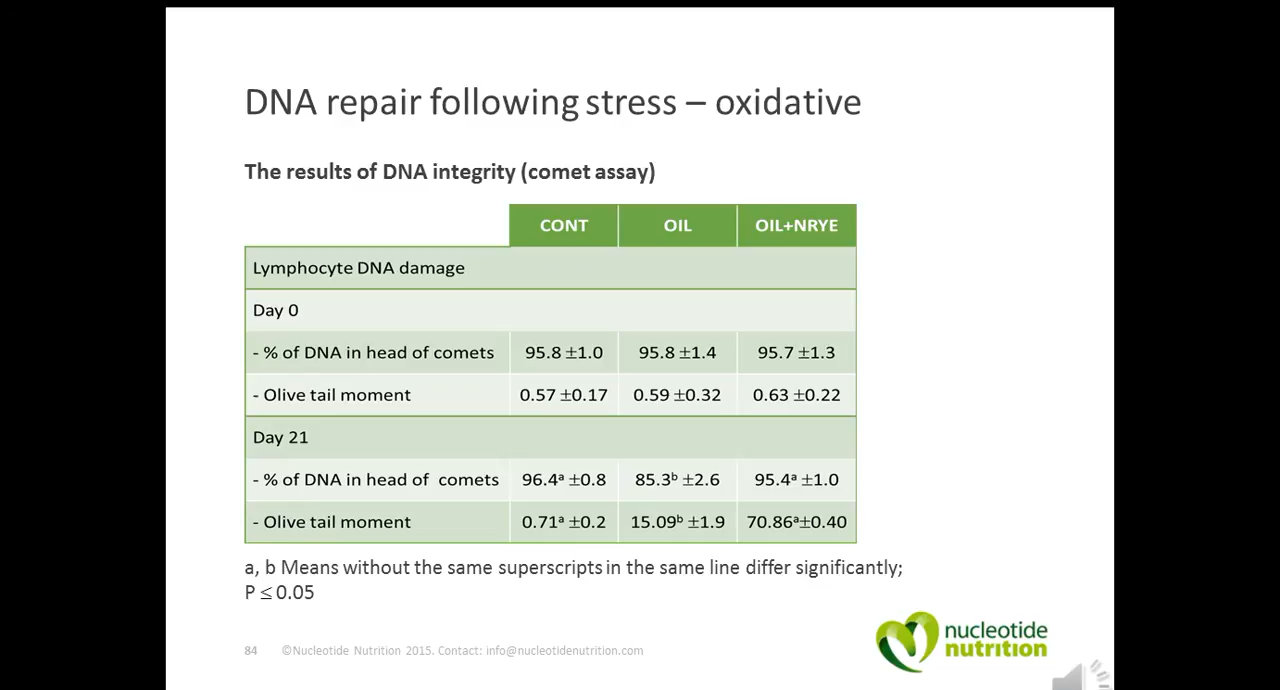 DNA repair following stress – oxidative
The results of DNA integrity (comet assay)
CONT OIL OIL+NRYE
Lymphocyte DNA damage
Day 0
- % of DNA in head of comets 95.8 ±1.0 95.8 ±1.4 95.7 ±1.3
- Olive tail moment 0.57 ±0.17 0.59 ±0.32 0.63 ±0.22
Day 21
- % of DNA in head of comets 96.4ᵃ ±0.8 85.3ᵇ ±2.6 95.4ᵃ ±1.0
- Olive tail moment 0.71ᵃ ±0.2 15.09ᵇ ±1.9 70.86ᵃ±0.40
a, b Means without the same superscripts in the same line differ significantly;
P ≤ 0.05
84 ©Nucleotide Nutrition 2015. Contact: info@nucleotidenutrition.com
nucleotide
nutrition